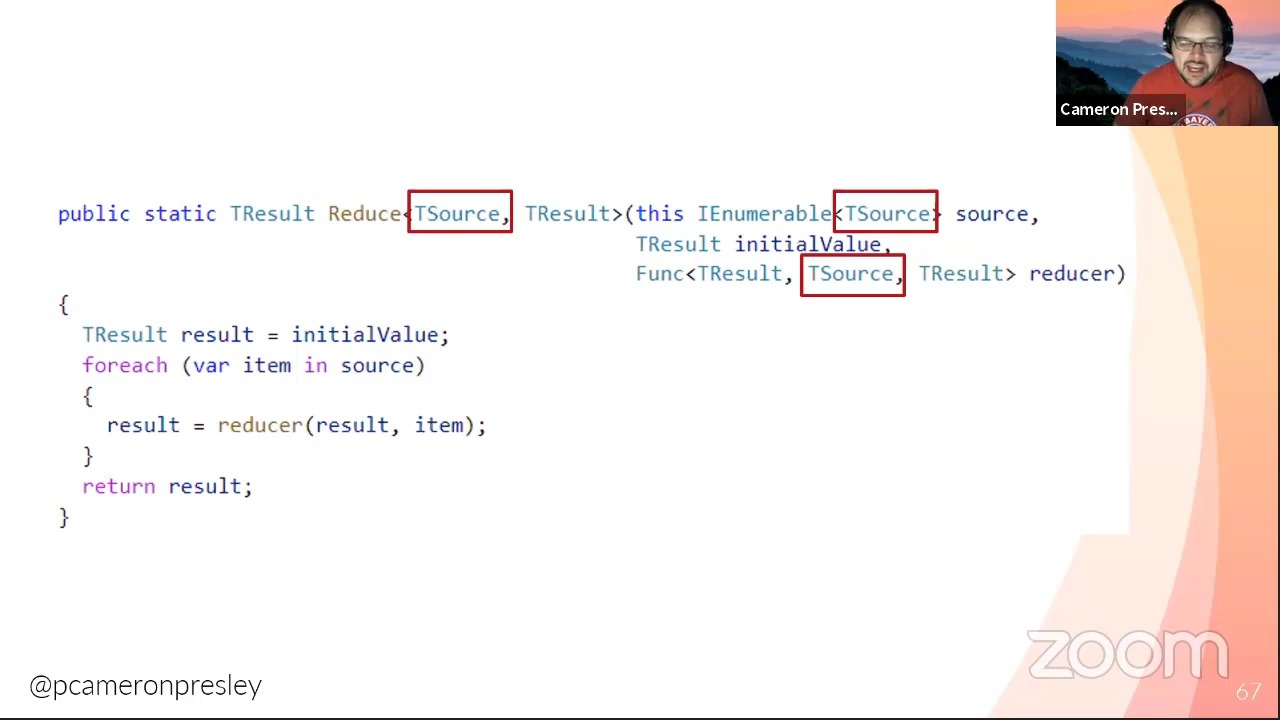 BAYE
Cameron Pres...
public static TResult Reduce<TSource, TResult>(this IEnumerable<TSource> source,
TResult initialValue,
Func<TResult, TSource, TResult> reducer)
{
TResult result = initialValue;
foreach (var item in source)
{
result = reducer(result, item);
}
return result;
}
zoom
@pcameronpresley
67